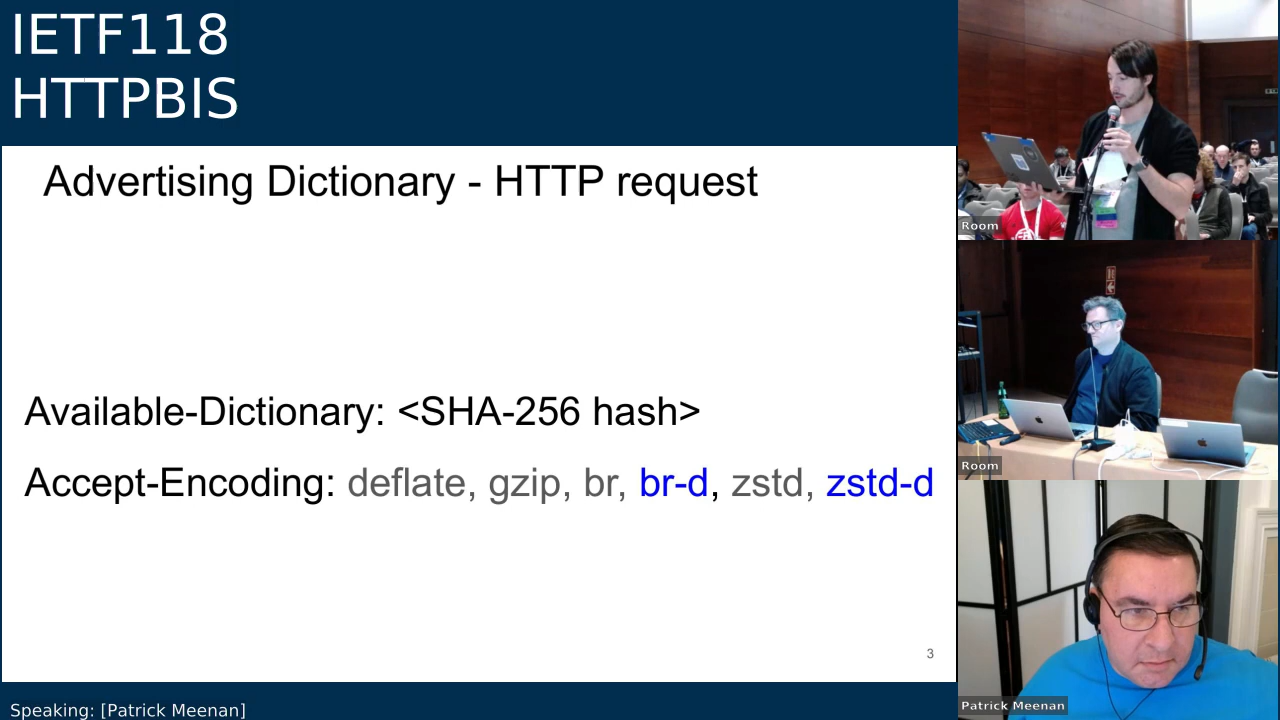 IETF118
HTTPBIS
Advertising Dictionary - HTTP request
Available-Dictionary: <SHA-256 hash>
Accept-Encoding: deflate, gzip, br, br-d, zstd, zstd-d
3
Speaking: [Patrick Meenan]
Room
Room
Patrick Meenan